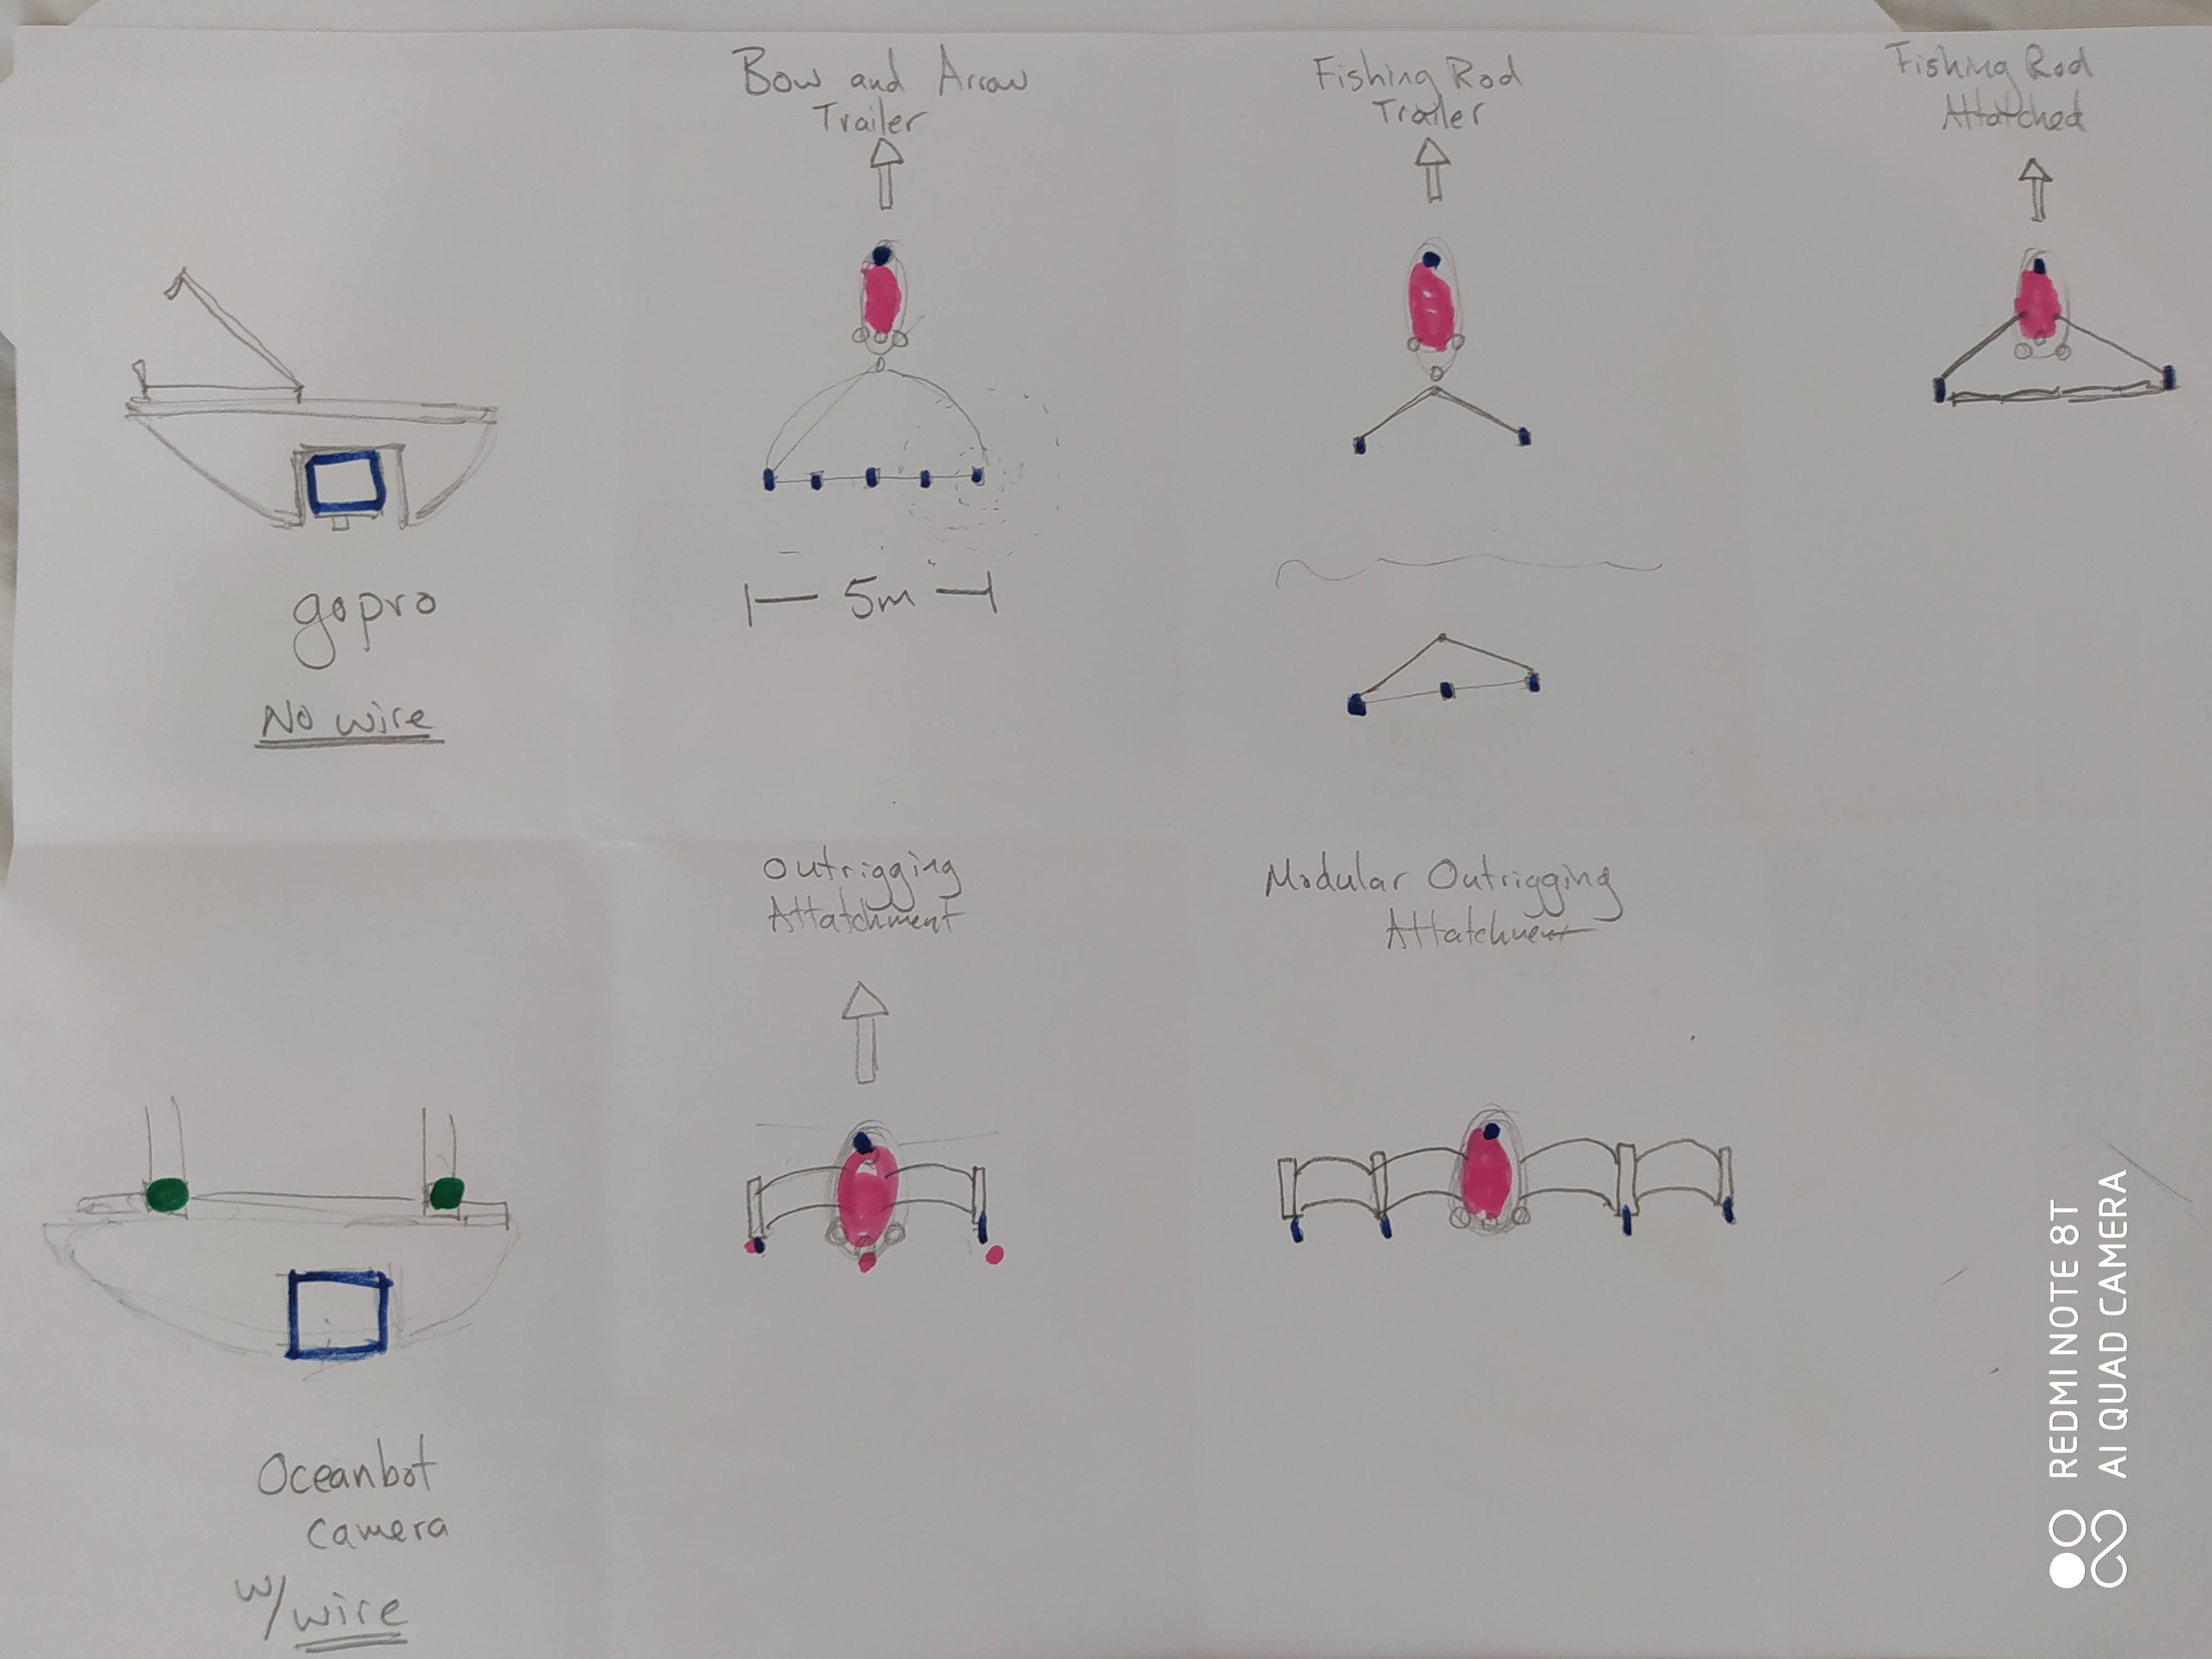 Bow and Arrow
Trailer
Fishing Rod
Trailer
Fishing Rod
Attatched
5m
gopro
No wire
Outrigging
Attatchment
Modular Outrigging
Attatchment
Oceanbot
Camera
w/wire
REDMI NOTE 8T
AI QUAD CAMERA